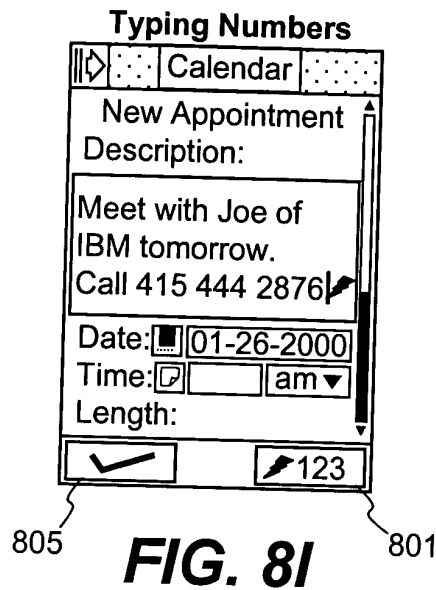 Typing Numbers
Calendar
New Appointment
Description:
Meet with Joe of
IBM tomorrow.
Call 415 444 2876
Date: 01-26-2000
Time: am
Length:
123
805
801
FIG. 8I